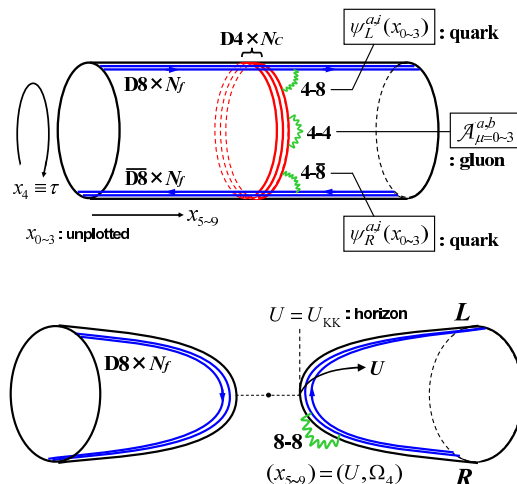 D4 × N_C
ψ_L^{a,i}(x_{0~3}) : quark
D8 × N_f
4-8
4-4
A_{μ=0~3}^{a,b}
: gluon
D̅8̅ × N_f
4-8̅
x_4 ≡ τ
x_{5~9}
ψ_R^{a,i}(x_{0~3})
x_{0~3} : unplotted
: quark
U = U_{KK} : horizon
L
D8 × N_f
U
8-8
(x_{5~9}) = (U, Ω_4)
R